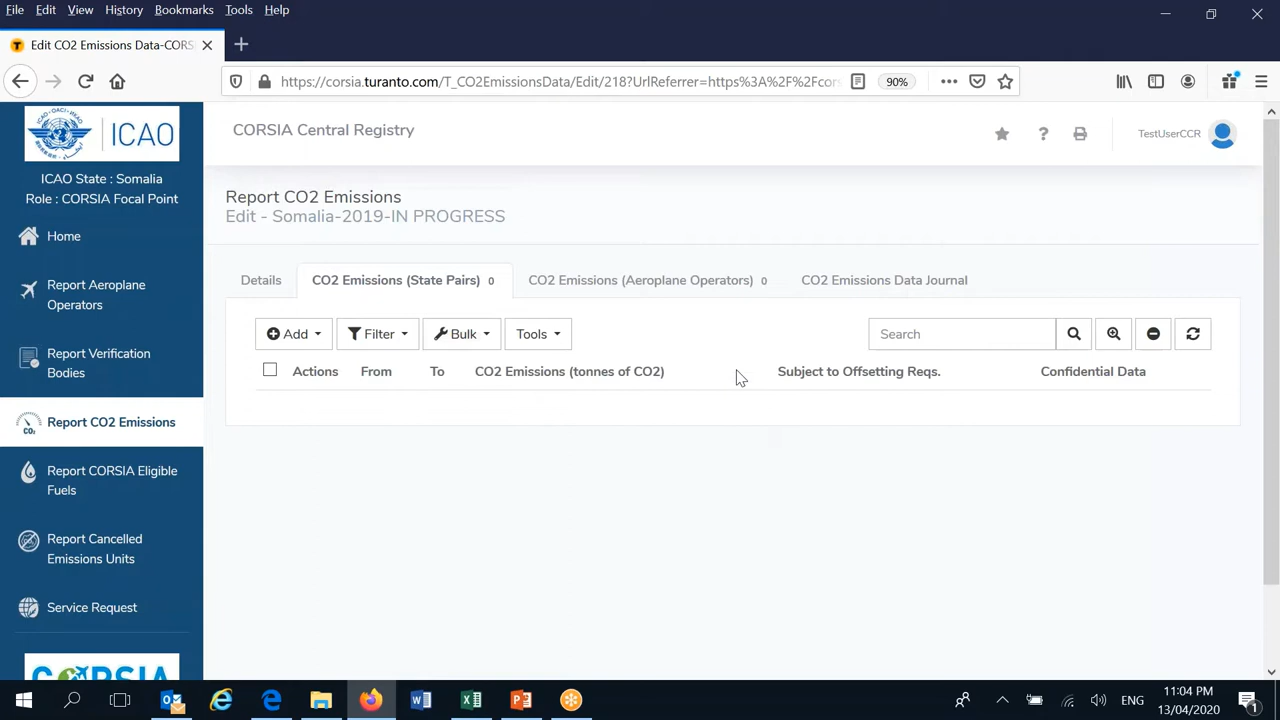 File Edit View History Bookmarks Tools Help
Edit CO2 Emissions Data-CORS
https://corsia.turanto.com/T_CO2EmissionsData/Edit/218?UrlReferrer=https%3A%2F%2Fcors
90%
ICAO
CORSIA Central Registry
TestUserCCR
ICAO State : Somalia
Role : CORSIA Focal Point
Home
Report Aeroplane
Operators
Report Verification
Bodies
Report CO2 Emissions
Report CORSIA Eligible
Fuels
Report Cancelled
Emissions Units
Service Request
CORSIA
Report CO2 Emissions
Edit - Somalia-2019-IN PROGRESS
Details
CO2 Emissions (State Pairs) 0
CO2 Emissions (Aeroplane Operators) 0
CO2 Emissions Data Journal
Add Filter Bulk Tools Search
Actions From To CO2 Emissions (tonnes of CO2) Subject to Offsetting Reqs. Confidential Data
ENG
11:04 PM
13/04/2020
1